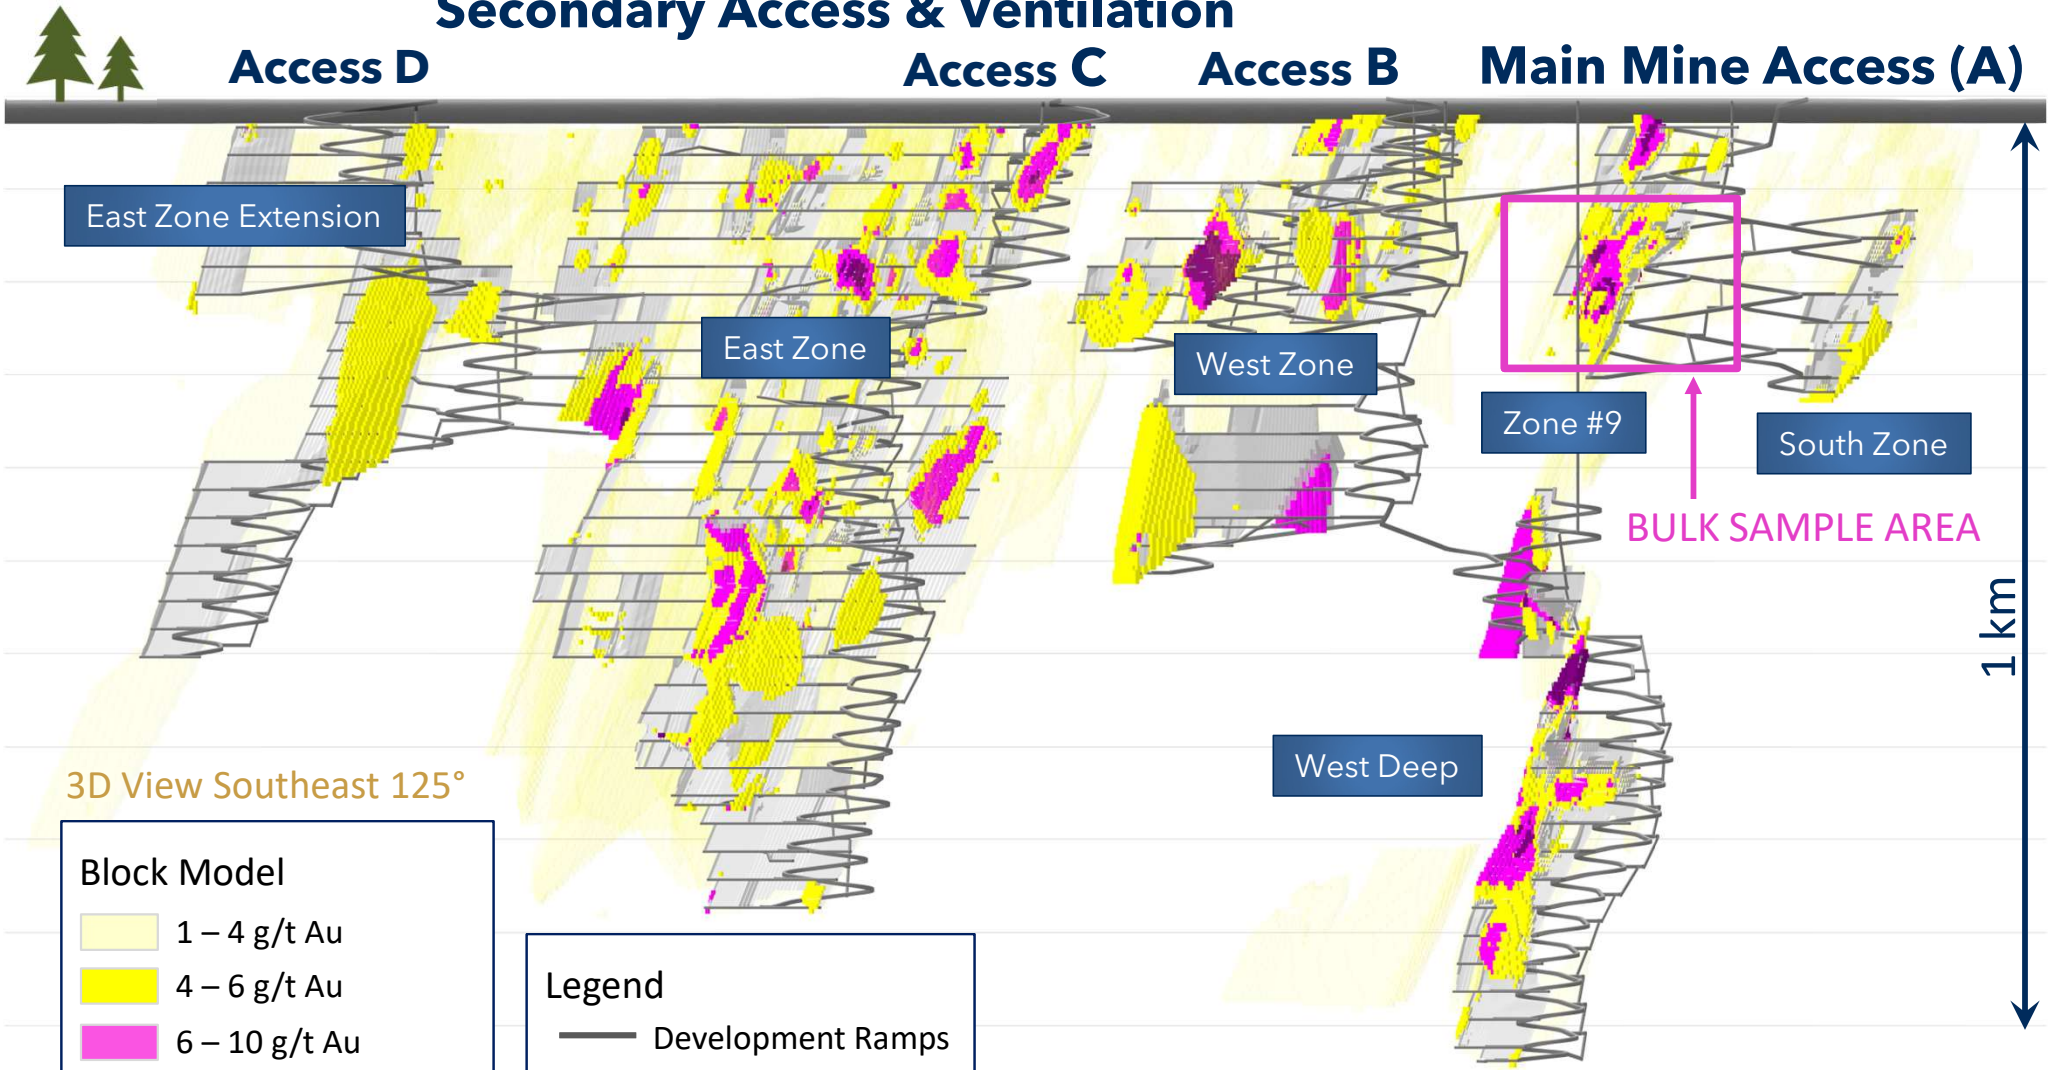 Secondary Access & Ventilation
Access D
Access C
Access B
Main Mine Access (A)
East Zone Extension
East Zone
West Zone
Zone #9
South Zone
BULK SAMPLE AREA
1 km
West Deep
3D View Southeast 125°
Block Model
1 – 4 g/t Au
4 – 6 g/t Au
6 – 10 g/t Au
Legend
Development Ramps